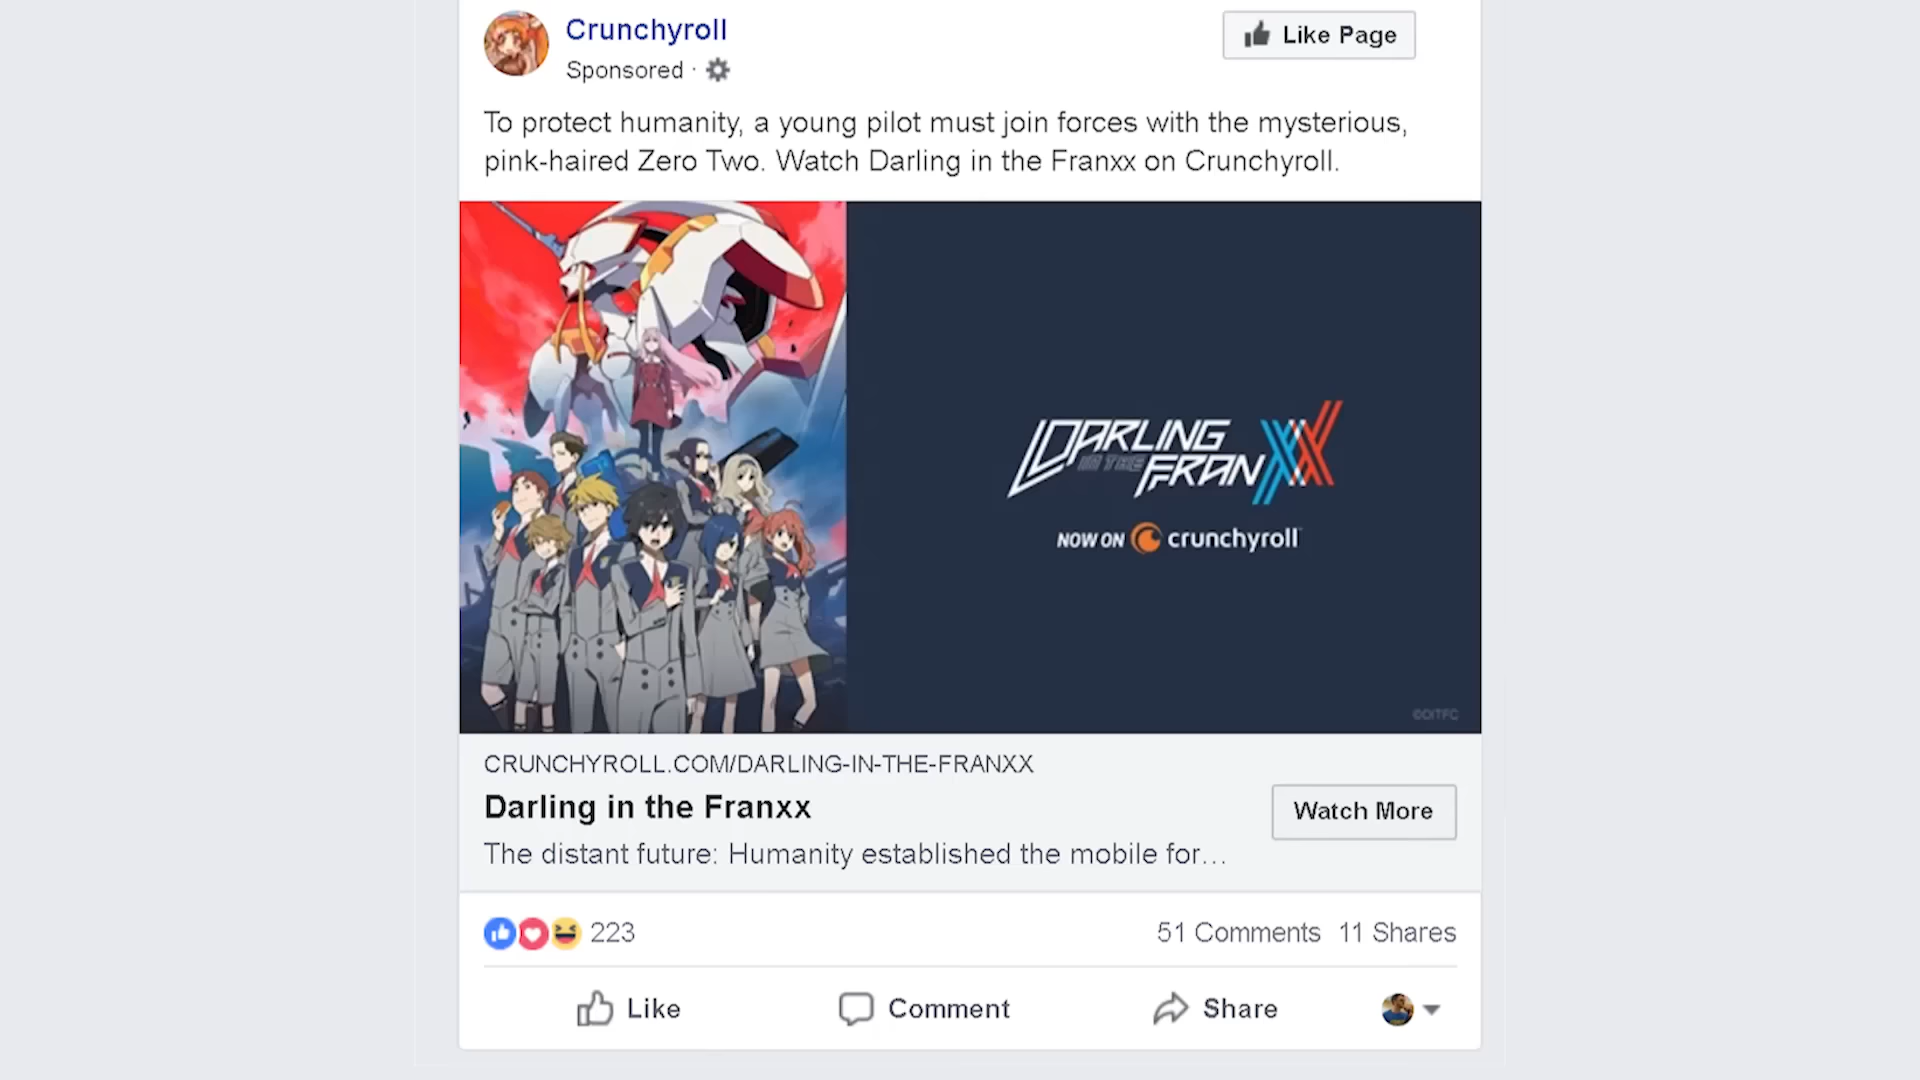 Crunchyroll
Like Page
Sponsored ·
To protect humanity, a young pilot must join forces with the mysterious,
pink-haired Zero Two. Watch Darling in the Franxx on Crunchyroll.
DARLING
IN THE
FRANXX
NOW ON crunchyroll
©DITFC
CRUNCHYROLL.COM/DARLING-IN-THE-FRANXX
Darling in the Franxx
Watch More
The distant future: Humanity established the mobile for...
223
51 Comments 11 Shares
Like
Comment
Share